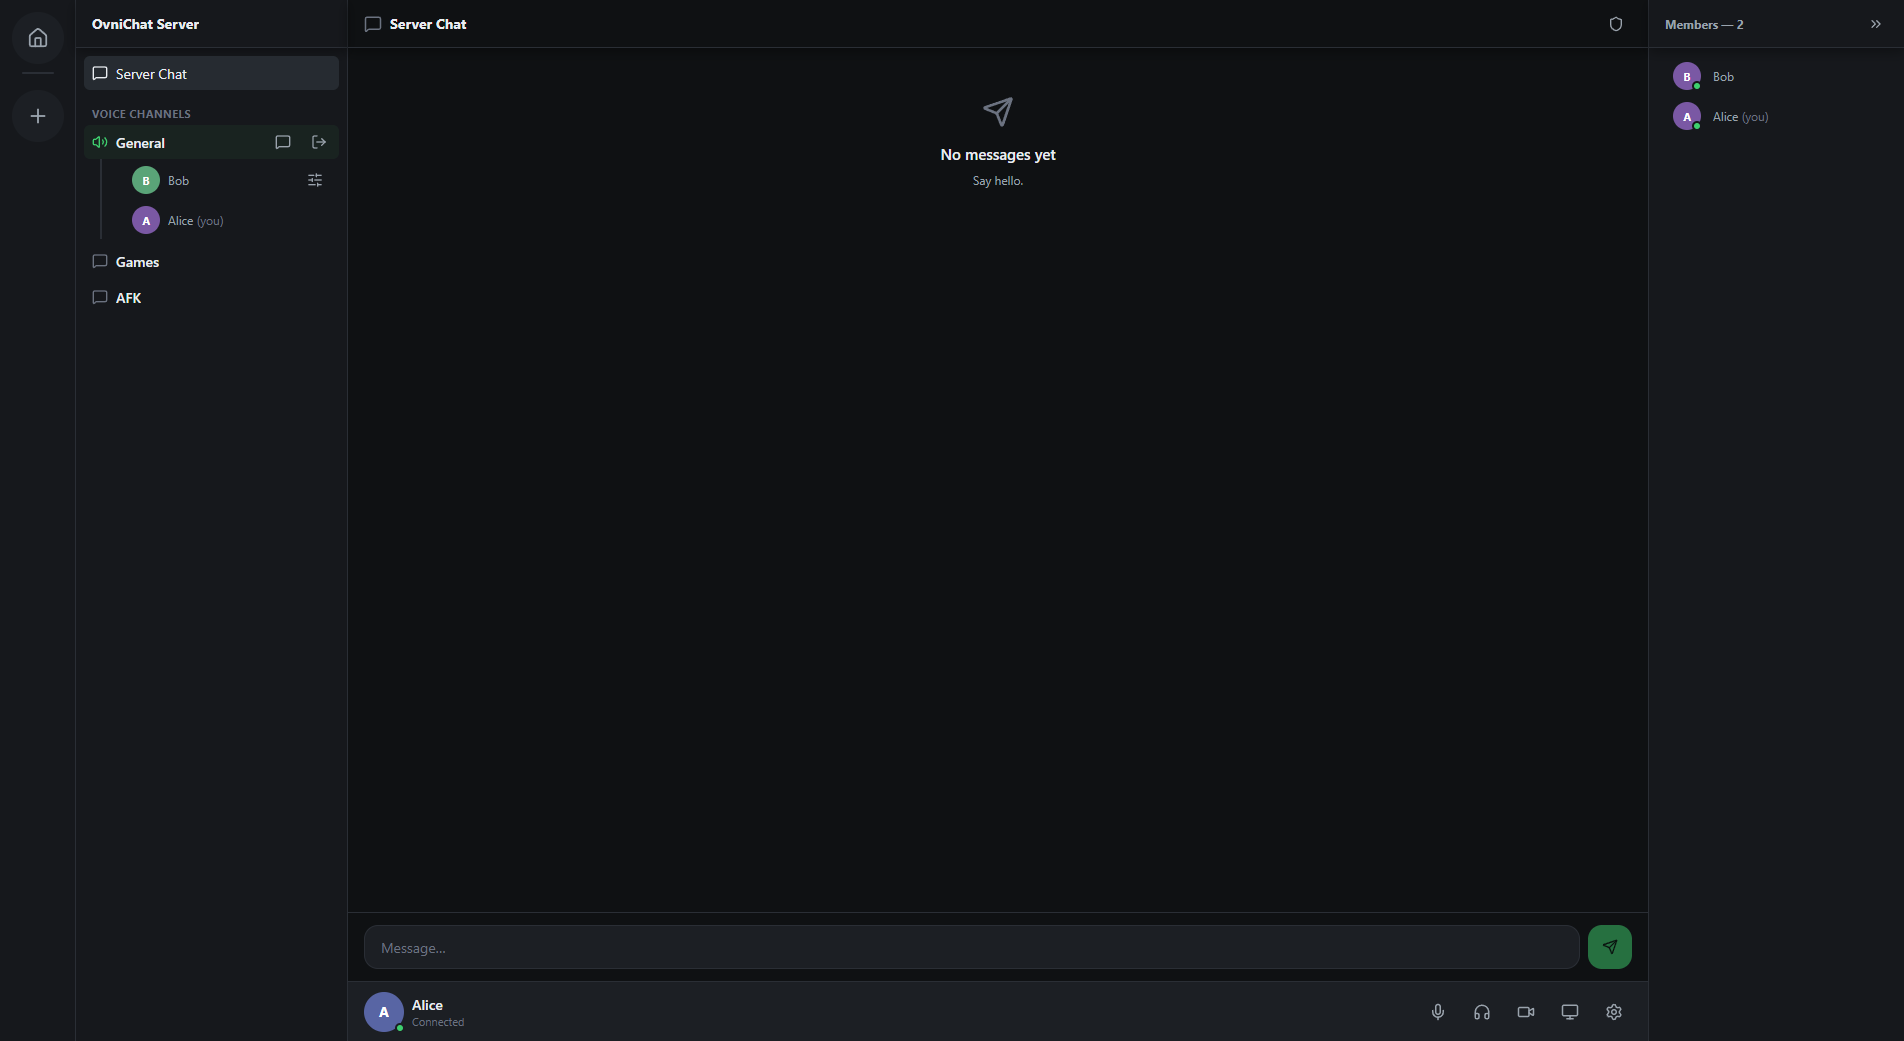 OvniChat Server
Server Chat
VOICE CHANNELS
General
B Bob
A Alice (you)
Games
AFK
Server Chat
No messages yet
Say hello.
Message...
A Alice
Connected
Members — 2
B Bob
A Alice (you)